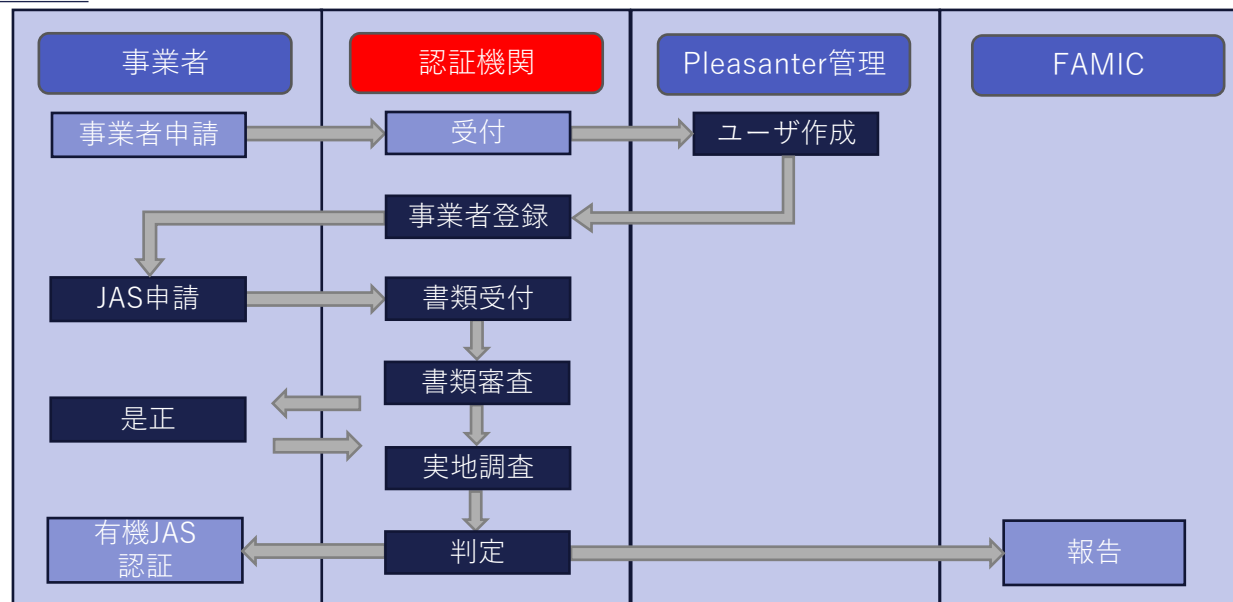 事業者
認証機関
Pleasanter管理
FAMIC
事業者申請
受付
ユーザ作成
事業者登録
JAS申請
書類受付
書類審査
是正
実地調査
有機JAS
認証
判定
報告